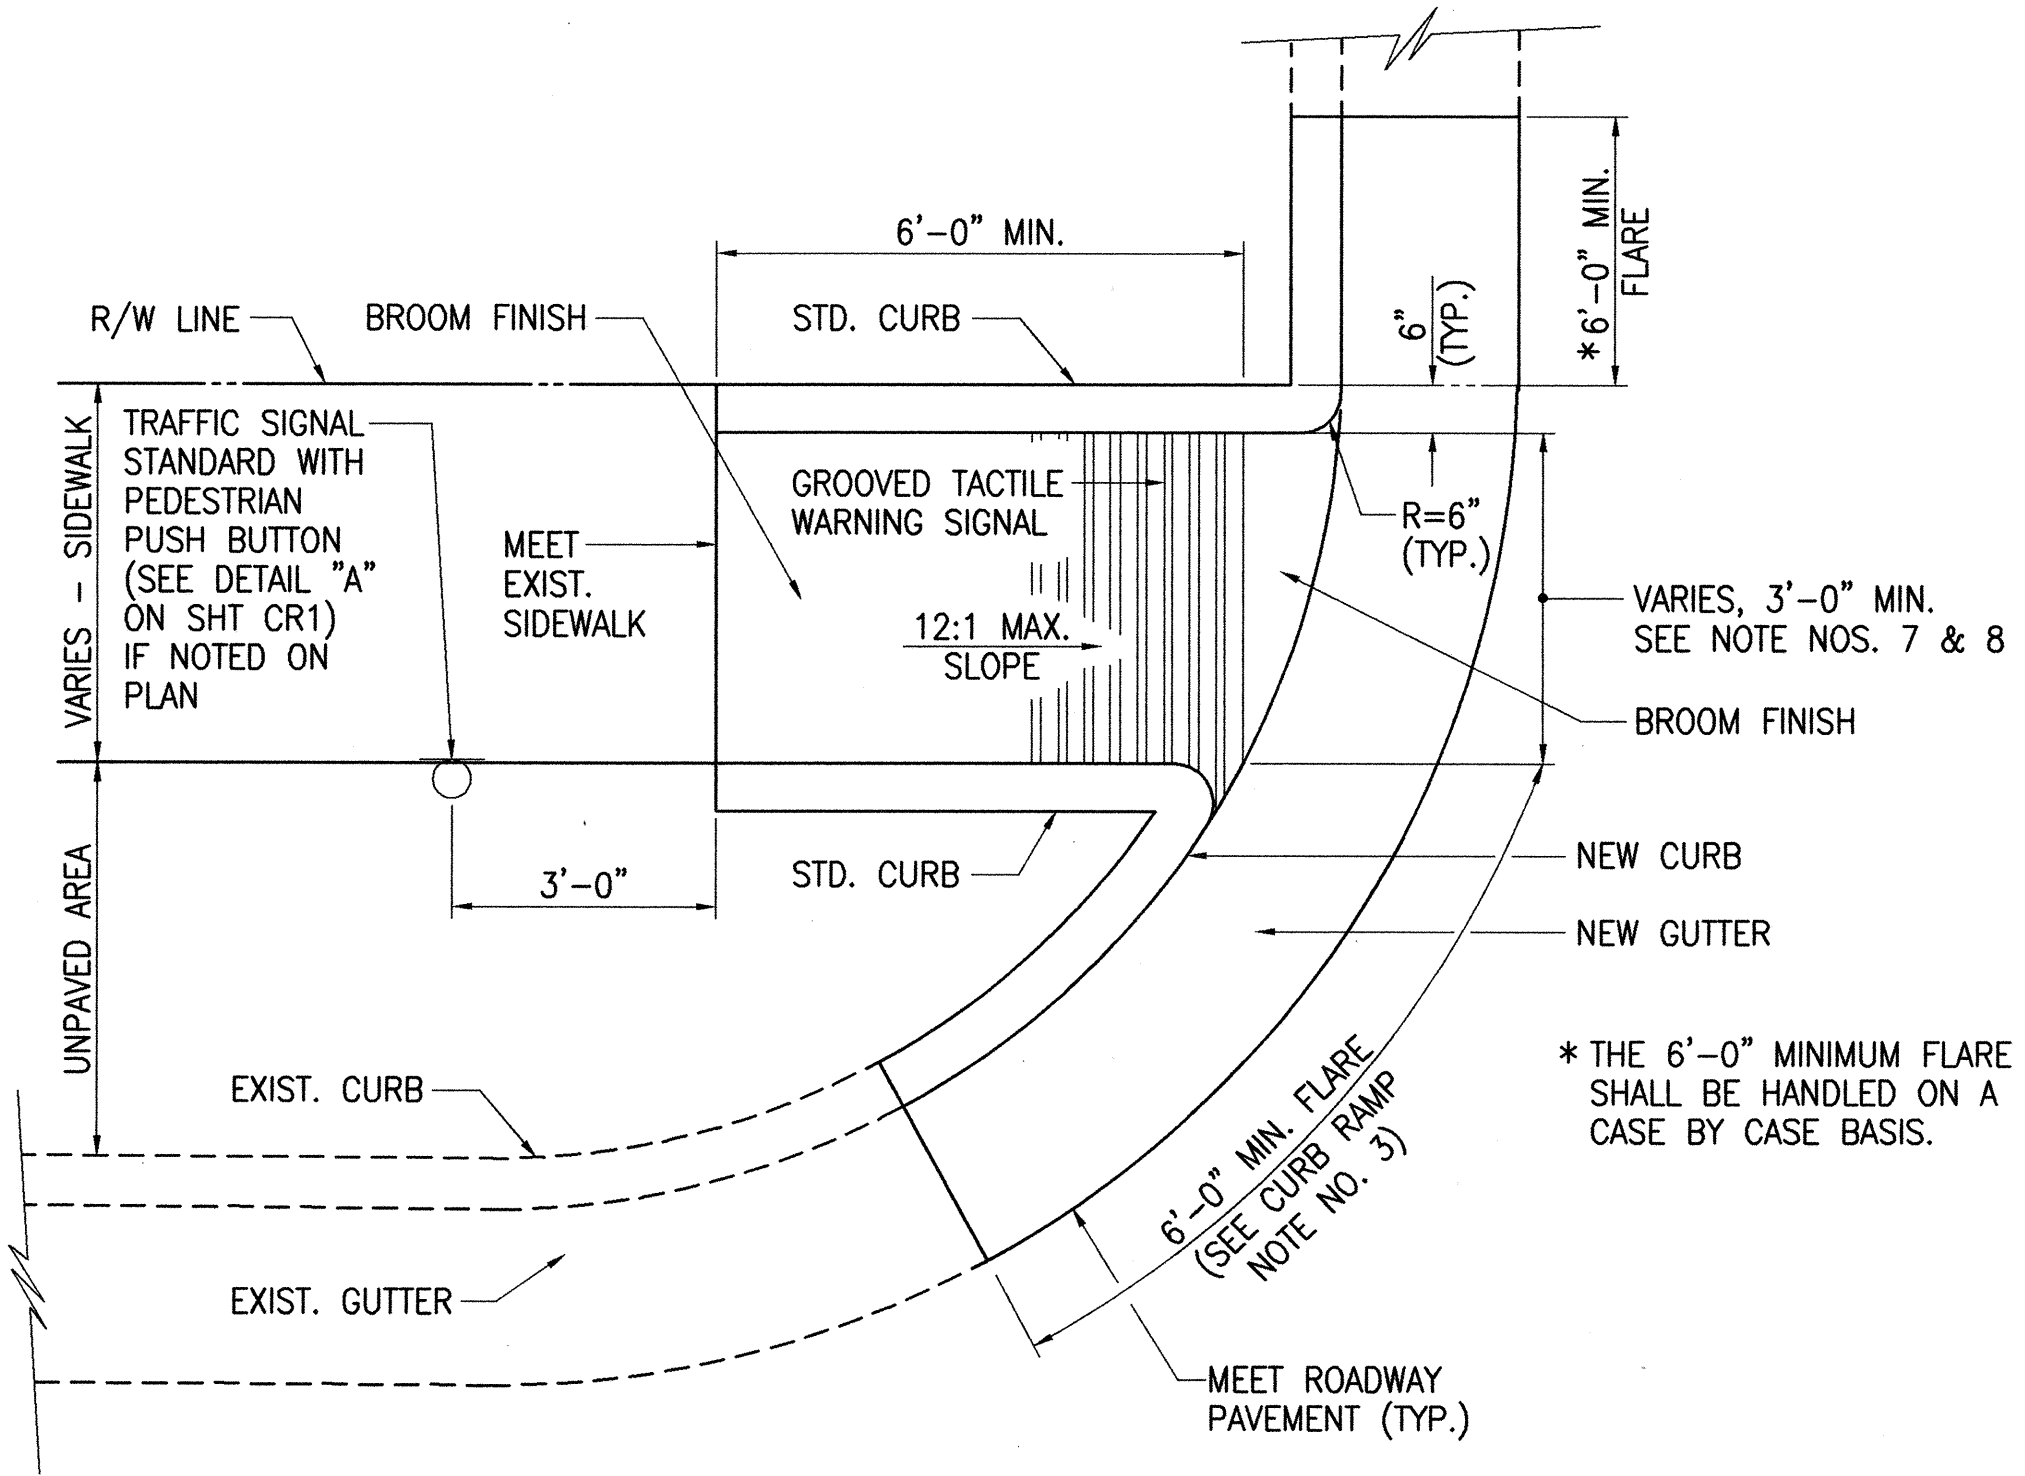 6'-0" MIN.
*6'-0" MIN.
FLARE
R/W LINE
BROOM FINISH
STD. CURB
6"
(TYP.)
VARIES - SIDEWALK
TRAFFIC SIGNAL
STANDARD WITH
PEDESTRIAN
PUSH BUTTON
(SEE DETAIL "A"
ON SHT CR1)
IF NOTED ON
PLAN
MEET
EXIST.
SIDEWALK
GROOVED TACTILE
WARNING SIGNAL
R=6"
(TYP.)
12:1 MAX.
SLOPE
VARIES, 3'-0" MIN.
SEE NOTE NOS. 7 & 8
BROOM FINISH
UNPAVED AREA
3'-0"
STD. CURB
NEW CURB
NEW GUTTER
EXIST. CURB
6'-0" MIN. FLARE
(SEE CURB RAMP
NOTE NO. 3)
* THE 6'-0" MINIMUM FLARE
SHALL BE HANDLED ON A
CASE BY CASE BASIS.
EXIST. GUTTER
MEET ROADWAY
PAVEMENT (TYP.)